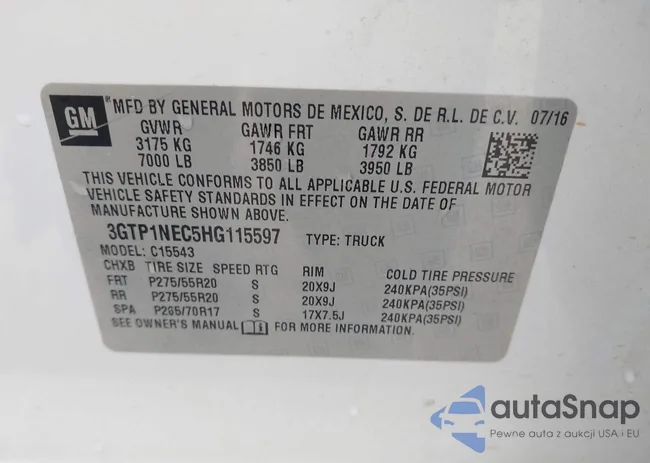 GM
MFD BY GENERAL MOTORS DE MEXICO, S. DE R.L. DE C.V. 07/16
GVWR GAWR FRT GAWR RR
3175 KG 1746 KG 1792 KG
7000 LB 3850 LB 3950 LB
THIS VEHICLE CONFORMS TO ALL APPLICABLE U.S. FEDERAL MOTOR
VEHICLE SAFETY STANDARDS IN EFFECT ON THE DATE OF
MANUFACTURE SHOWN ABOVE.
3GTP1NEC5HG115597 TYPE: TRUCK
MODEL: C15543
CHXB TIRE SIZE SPEED RTG RIM COLD TIRE PRESSURE
FRT P275/55R20 S 20X9J 240KPA(35PSI)
RR P275/55R20 S 20X9J 240KPA(35PSI)
SPA P265/70R17 S 17X7.5J 240KPA(35PSI)
SEE OWNER'S MANUAL FOR MORE INFORMATION.
autoSnap
Pewne auta z aukcji USA i EU